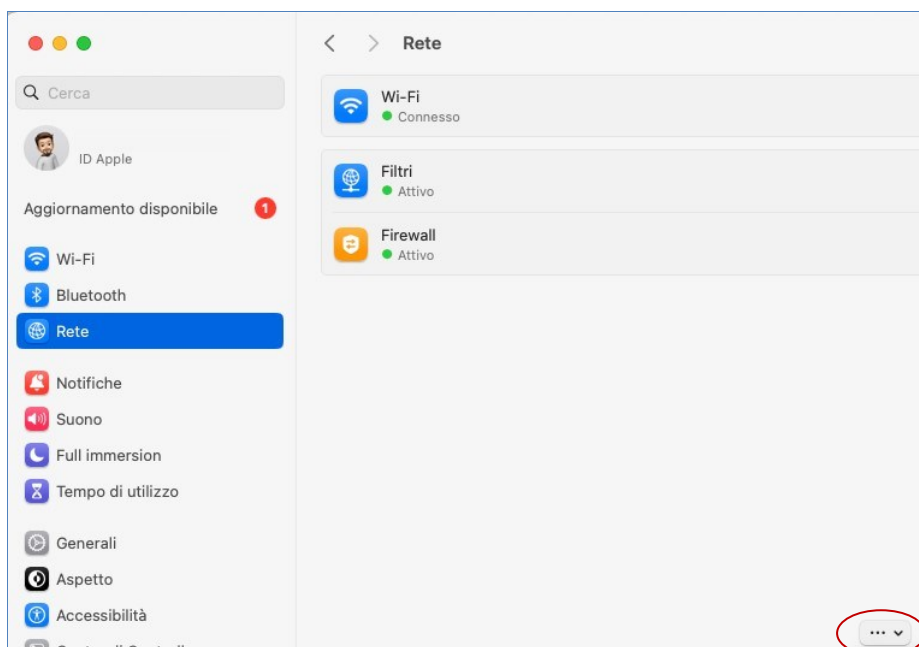 Rete
Cerca
ID Apple
Aggiornamento disponibile 1
Wi-Fi
Bluetooth
Rete
Notifiche
Suono
Full immersion
Tempo di utilizzo
Generali
Aspetto
Accessibilità
Wi-Fi
Connesso
Filtri
Attivo
Firewall
Attivo